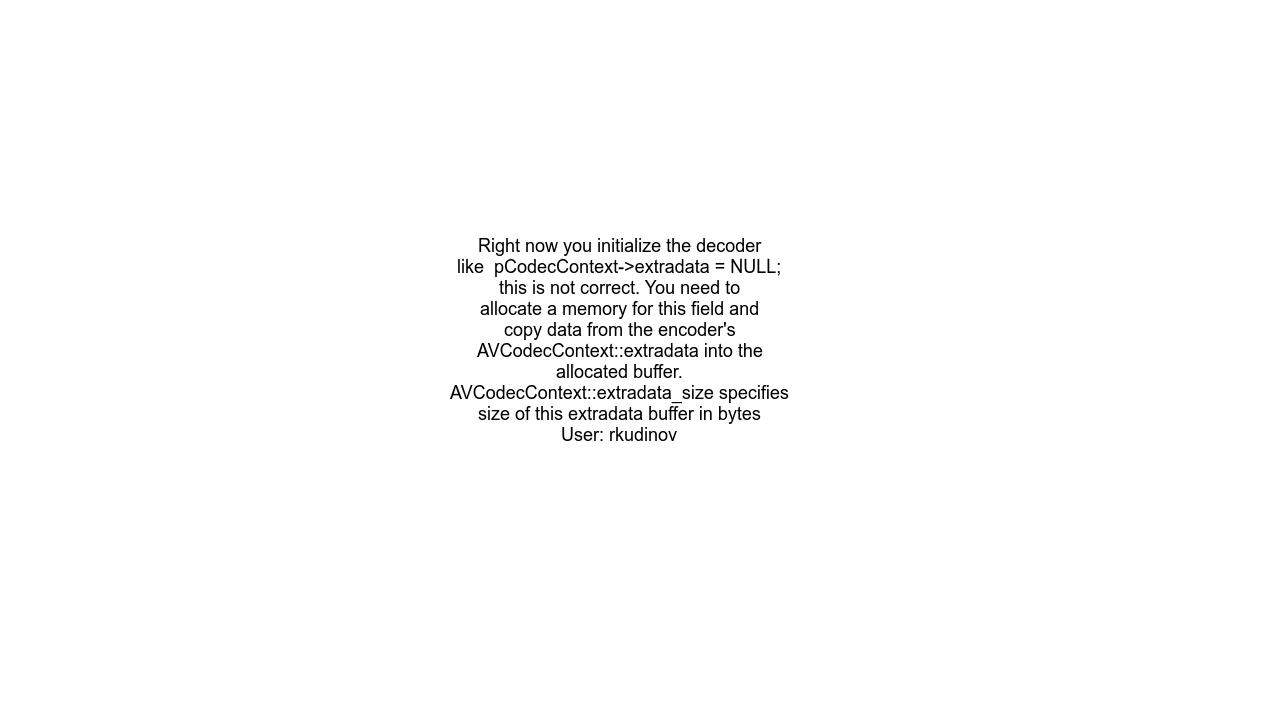 Right now you initialize the decoder
like  pCodecContext->extradata = NULL;
this is not correct. You need to
allocate a memory for this field and
copy data from the encoder's
AVCodecContext::extradata into the
allocated buffer.
AVCodecContext::extradata_size specifies
size of this extradata buffer in bytes
User: rkudinov